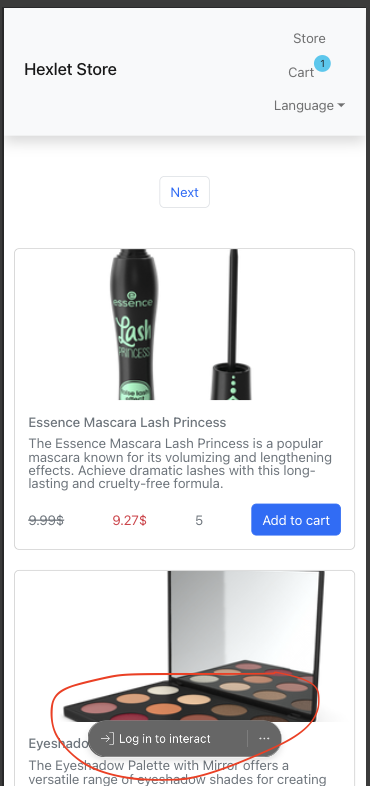 Hexlet Store
Store
Cart
1
Language
Next
essence
Lash
PRINCESS
false lash
effect
Essence Mascara Lash Princess
The Essence Mascara Lash Princess is a popular
mascara known for its volumizing and lengthening
effects. Achieve dramatic lashes with this long-
lasting and cruelty-free formula.
9.99$ 9.27$ 5 Add to cart
Log in to interact ...
Eyeshado
The Eyeshadow Palette with Mirror offers a
versatile range of eyeshadow shades for creating